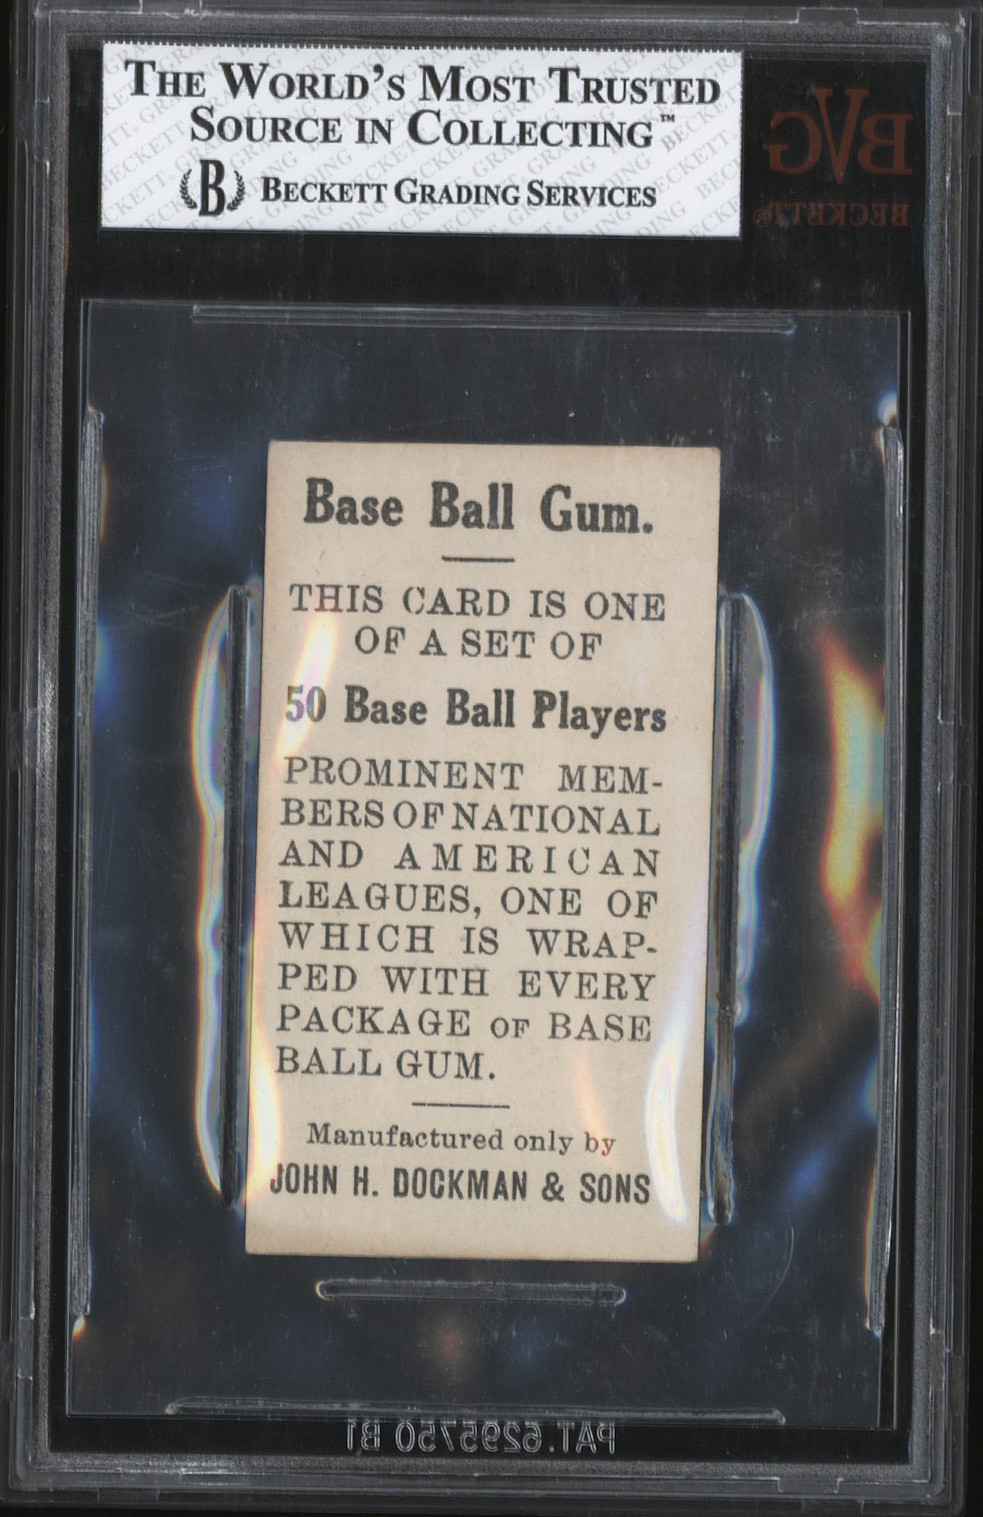 THE WORLD'S MOST TRUSTED
SOURCE IN COLLECTING™
B BECKETT GRADING SERVICES
BVG
BECKETT®
Base Ball Gum.
THIS CARD IS ONE
OF A SET OF
50 Base Ball Players
PROMINENT MEM-
BERS OF NATIONAL
AND AMERICAN
LEAGUES, ONE OF
WHICH IS WRAP-
PED WITH EVERY
PACKAGE OF BASE
BALL GUM.
Manufactured only by
JOHN H. DOCKMAN & SONS
PAT.6295750 B1